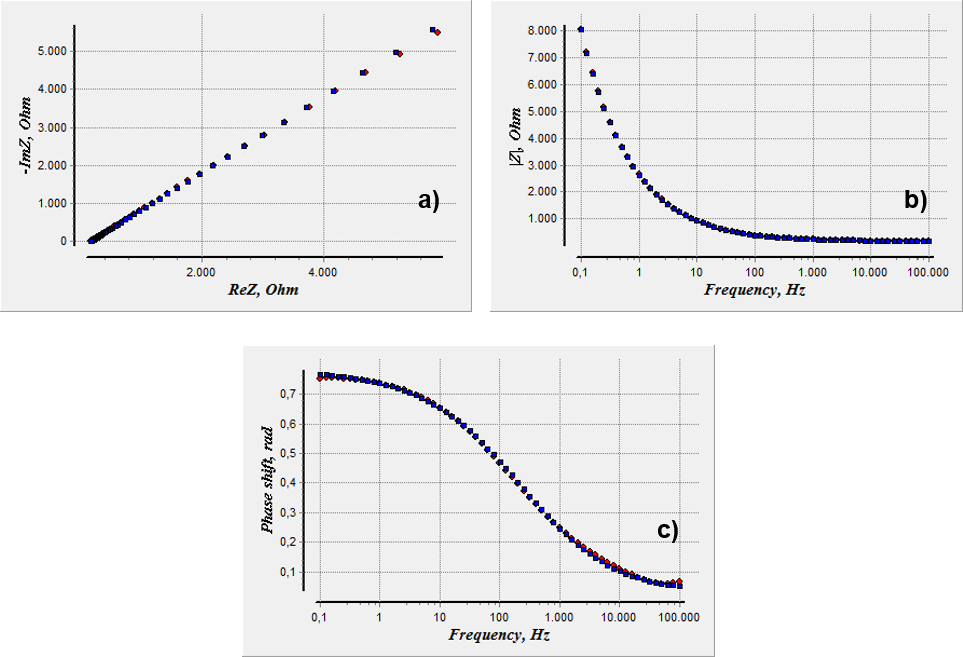 5.000
4.000
3.000
2.000
1.000
0
-ImZ, Ohm
a)
2.000 4.000
ReZ, Ohm
8.000
7.000
6.000
5.000
4.000
3.000
2.000
1.000
|Z|, Ohm
b)
0,1 1 10 100 1.000 10.000 100.000
Frequency, Hz
0,7
0,6
0,5
0,4
0,3
0,2
0,1
Phase shift, rad
c)
0,1 1 10 100 1.000 10.000 100.000
Frequency, Hz